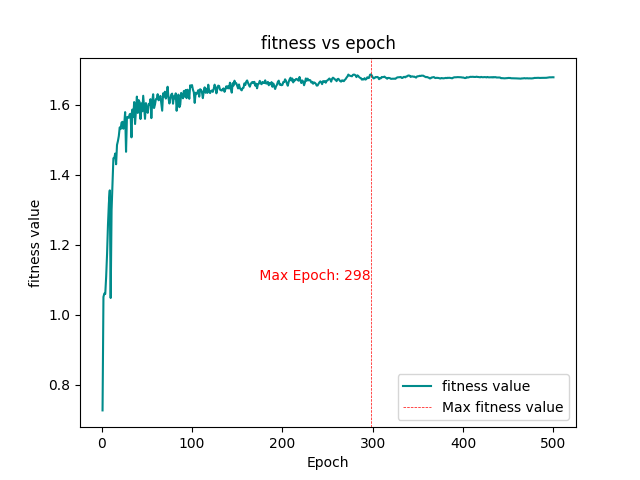 fitness vs epoch
fitness value
1.6
1.4
1.2
1.0
0.8
Max Epoch: 298
fitness value
Max fitness value
0
100
200
300
400
500
Epoch